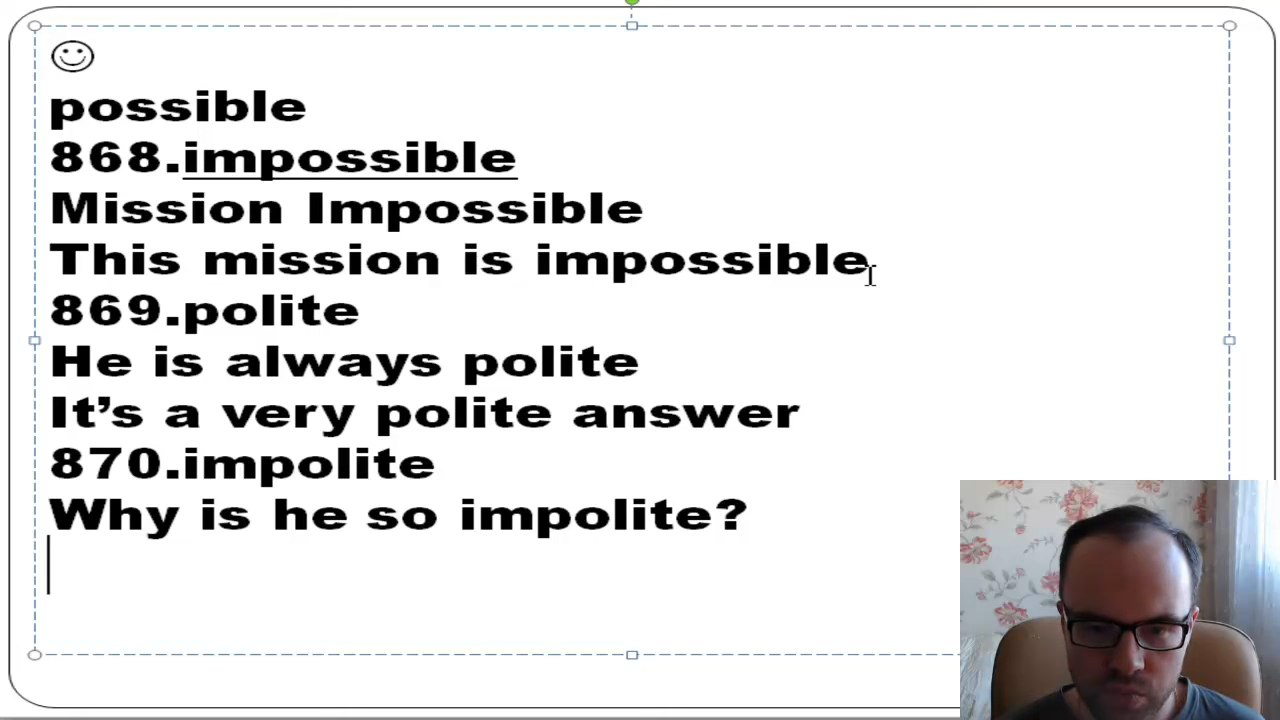 possible
868.impossible
Mission Impossible
This mission is impossible
869.polite
He is always polite
It’s a very polite answer
870.impolite
Why is he so impolite?